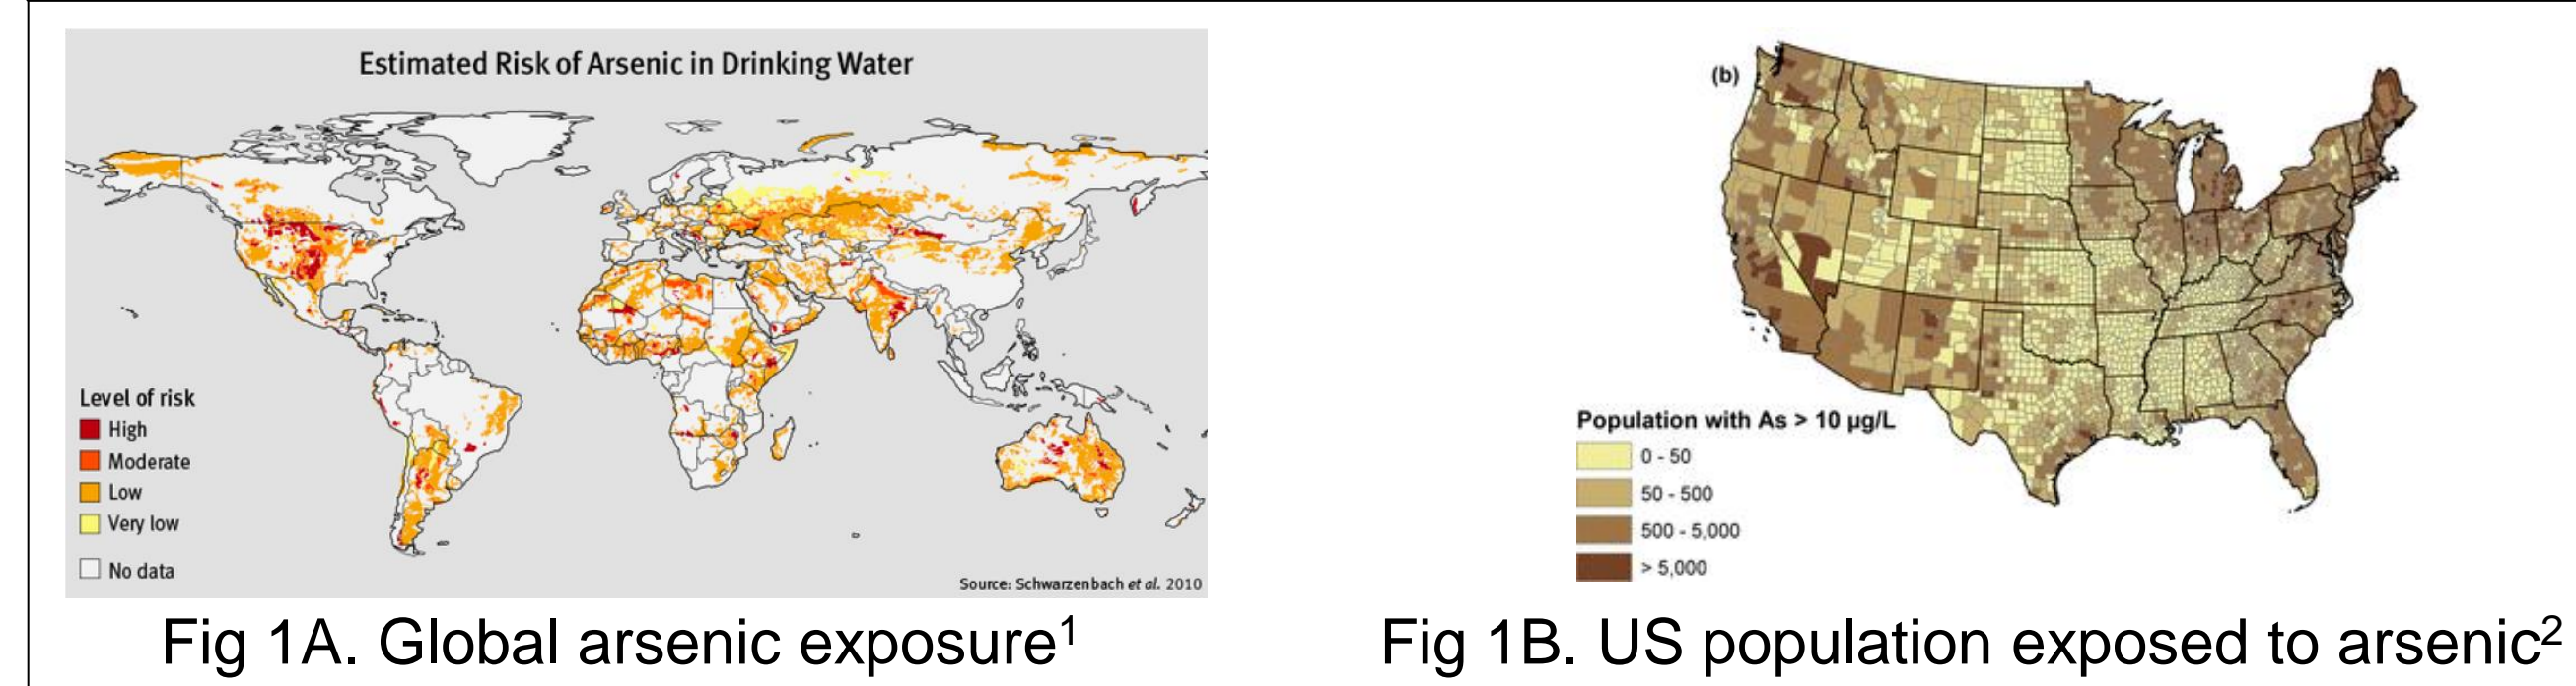 Estimated Risk of Arsenic in Drinking Water
Level of risk
High
Moderate
Low
Very low
No data
Source: Schwarzenbach et al. 2010
Fig 1A. Global arsenic exposure¹
(b)
Population with As > 10 µg/L
0 - 50
50 - 500
500 - 5,000
> 5,000
Fig 1B. US population exposed to arsenic²